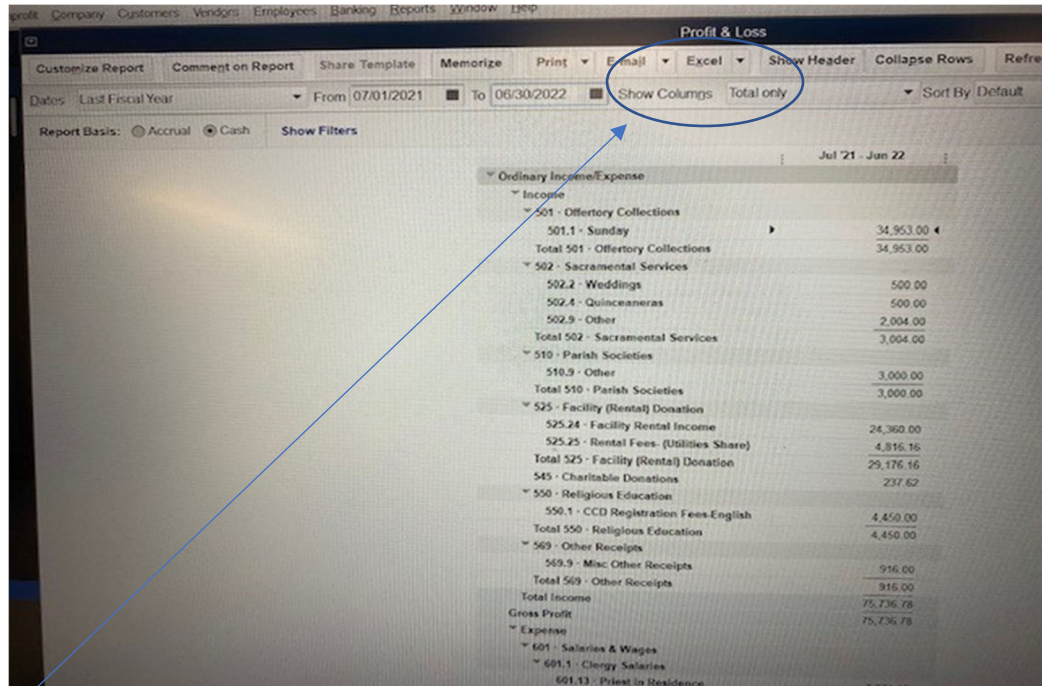 profit Company Customers Vendors Employees Banking Reports Window Help
Profit & Loss
Customize Report Comment on Report Share Template Memorize Print E-mail Excel Show Header Collapse Rows Refre
Dates Last Fiscal Year From 07/01/2021 To 06/30/2022 Show Columns Total only Sort By Default
Report Basis: Accrual Cash Show Filters
Jul '21 - Jun 22
Ordinary Income/Expense
Income
501 · Offertory Collections
501.1 · Sunday 34,953.00
Total 501 · Offertory Collections 34,953.00
502 · Sacramental Services
502.2 · Weddings 500.00
502.4 · Quinceaneras 500.00
502.9 · Other 2,004.00
Total 502 · Sacramental Services 3,004.00
510 · Parish Societies
510.9 · Other 3,000.00
Total 510 · Parish Societies 3,000.00
525 · Facility (Rental) Donation
525.24 · Facility Rental Income 24,360.00
525.25 · Rental Fees- (Utilities Share) 4,816.16
Total 525 · Facility (Rental) Donation 29,176.16
545 · Charitable Donations 237.62
550 · Religious Education
550.1 · CCD Registration Fees-English 4,450.00
Total 550 · Religious Education 4,450.00
569 · Other Receipts
569.9 · Misc Other Receipts 916.00
Total 569 · Other Receipts 916.00
Total Income 75,736.78
Gross Profit 75,736.78
Expense
601 · Salaries & Wages
601.1 · Clergy Salaries
601.13 · Priest in Residence